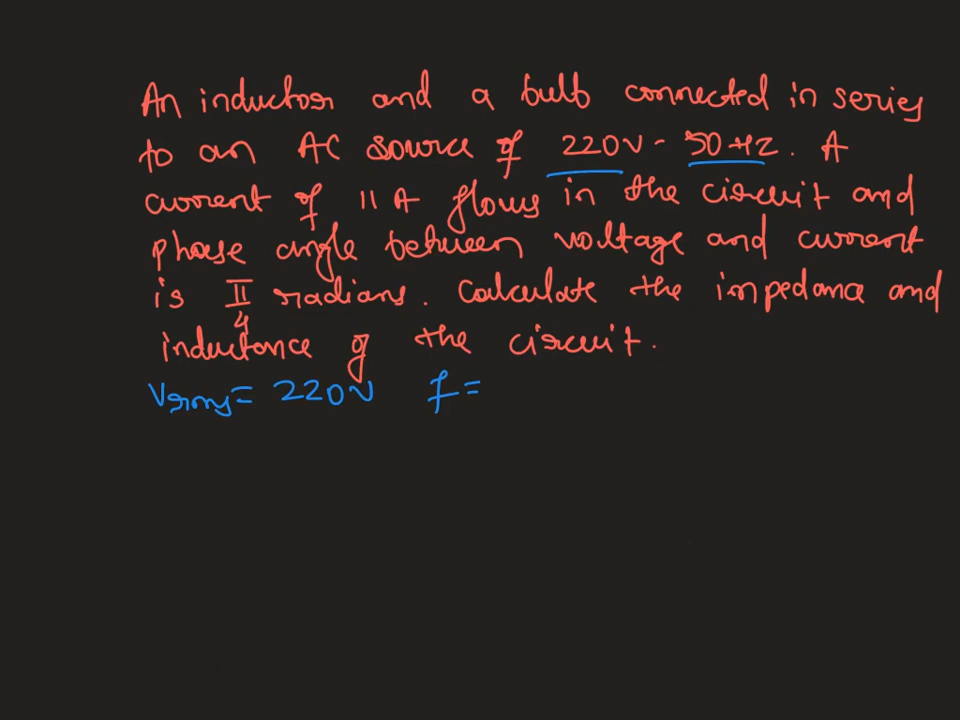 An inductor and a bulb connected in series
to an AC source of 220V - 50 Hz. A
current of 11 A flows in the circuit and
phase angle between voltage and current
is π/4 radians. Calculate the impedance and
inductance of the circuit.
Vrms = 220V f =